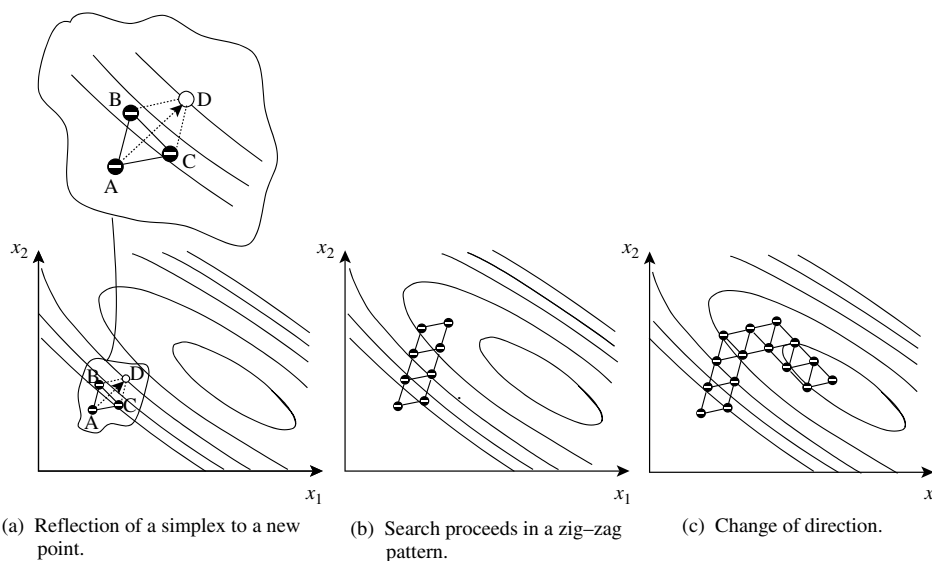 B
D
C
A
x2
B
D
C
A
x1
x2
x1
x2
x
(a) Reflection of a simplex to a new
point.
(b) Search proceeds in a zig–zag
pattern.
(c) Change of direction.